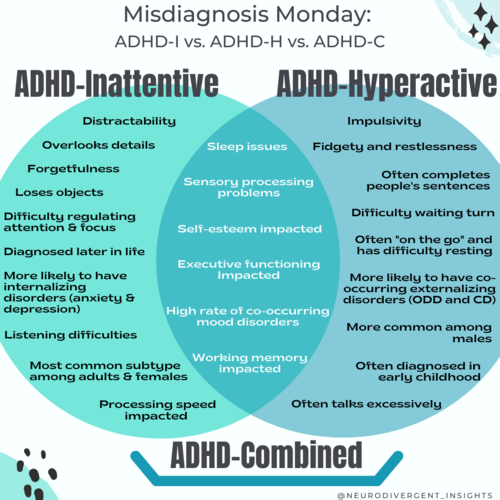 Misdiagnosis Monday:
ADHD-I vs. ADHD-H vs. ADHD-C
ADHD-Inattentive
Distractability
Overlooks details
Forgetfulness
Loses objects
Difficulty regulating
attention & focus
Diagnosed later in life
More likely to have
internalizing
disorders (anxiety &
depression)
Listening difficulties
Most common subtype
among adults & females
Processing speed
impacted
Sleep issues
Sensory processing
problems
Self-esteem impacted
Executive functioning
Impacted
High rate of co-occurring
mood disorders
Working memory
impacted
ADHD-Hyperactive
Impulsivity
Fidgety and restlessness
Often completes
people's sentences
Difficulty waiting turn
Often "on the go" and
has difficulty resting
More likely to have co-
occurring externalizing
disorders (ODD and CD)
More common among
males
Often diagnosed in
early childhood
Often talks excessively
ADHD-Combined
@NEURODIVERGENT_INSIGHTS